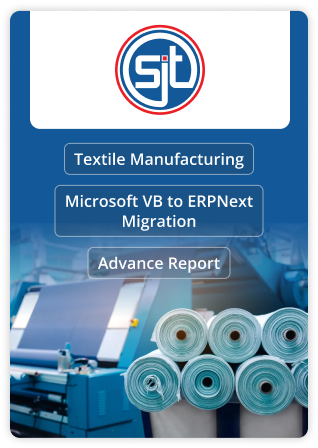 sjt
Textile Manufacturing
Microsoft VB to ERPNext
Migration
Advance Report